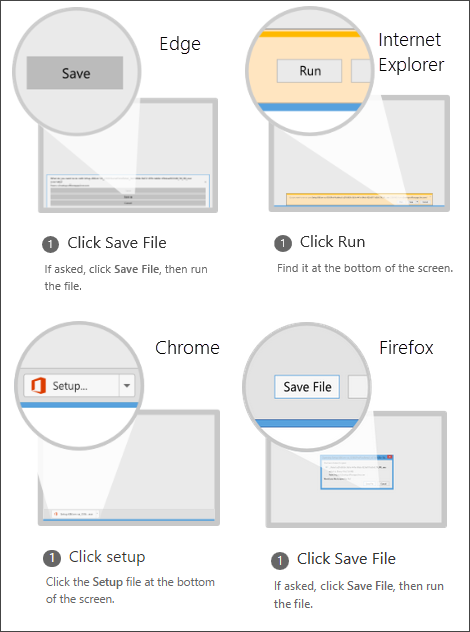 Edge
Save
1 Click Save File
If asked, click Save File, then run
the file.
Internet
Explorer
Run
1 Click Run
Find it at the bottom of the screen.
Chrome
Setup...
1 Click setup
Click the Setup file at the bottom
of the screen.
Firefox
Save File
1 Click Save File
If asked, click Save File, then run
the file.